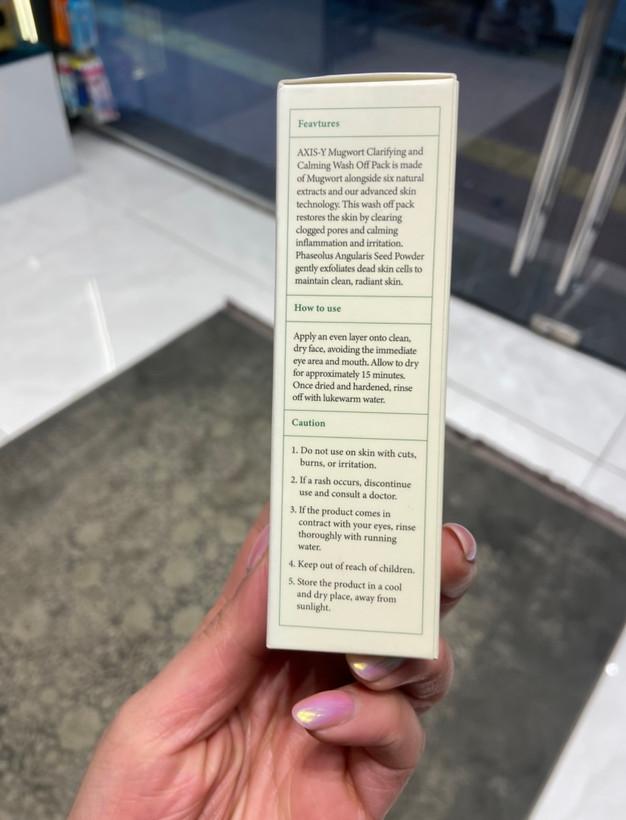 Feavtures
AXIS-Y Mugwort Clarifying and
Calming Wash Off Pack is made
of Mugwort alongside six natural
extracts and our advanced skin
technology. This wash off pack
restores the skin by clearing
clogged pores and calming
inflammation and irritation.
Phaseolus Angularis Seed Powder
gently exfoliates dead skin cells to
maintain clean, radiant skin.
How to use
Apply an even layer onto clean,
dry face, avoiding the immediate
eye area and mouth. Allow to dry
for approximately 15 minutes.
Once dried and hardened, rinse
off with lukewarm water.
Caution
1. Do not use on skin with cuts,
burns, or irritation.
2. If a rash occurs, discontinue
use and consult a doctor.
3. If the product comes in
contract with your eyes, rinse
thoroughly with running
water.
4. Keep out of reach of children.
5. Store the product in a cool
and dry place, away from
sunlight.